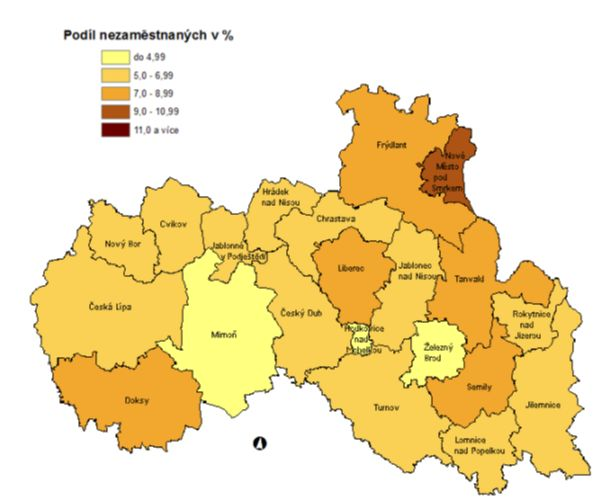 Podíl nezaměstnaných v %
do 4,99
5,0 - 6,99
7,0 - 8,99
9,0 - 10,99
11,0 a více
Frýdlant
Nové
Město
pod
Smrkem
Hrádek
nad Nisou
Chrastava
Cvikov
Nový Bor
Jablonné
v Podještědí
Liberec
Jablonec
nad Nisou
Tanvald
Česká Lípa
Mimoň
Český Dub
Hodkovice
nad
Mohelkou
Železný
Brod
Rokytnice
nad
Jizerou
Doksy
Turnov
Semily
Jilemnice
Lomnice
nad Popelkou